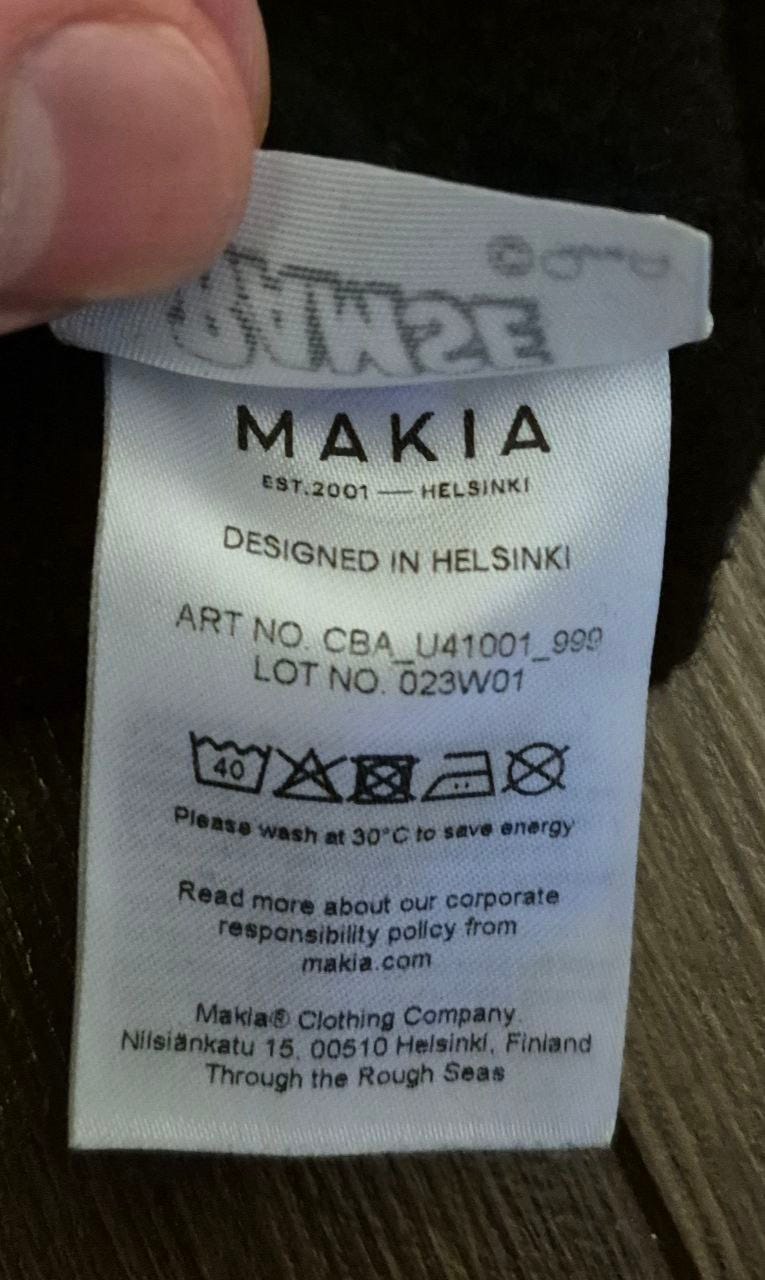 MAKIA
EST.2001 — HELSINKI
DESIGNED IN HELSINKI
ART NO. CBA_U41001_999
LOT NO. 023W01
40
Please wash at 30°C to save energy
Read more about our corporate
responsibility policy from
makia.com
Makia® Clothing Company
Nilsiänkatu 15, 00510 Helsinki, Finland
Through the Rough Seas